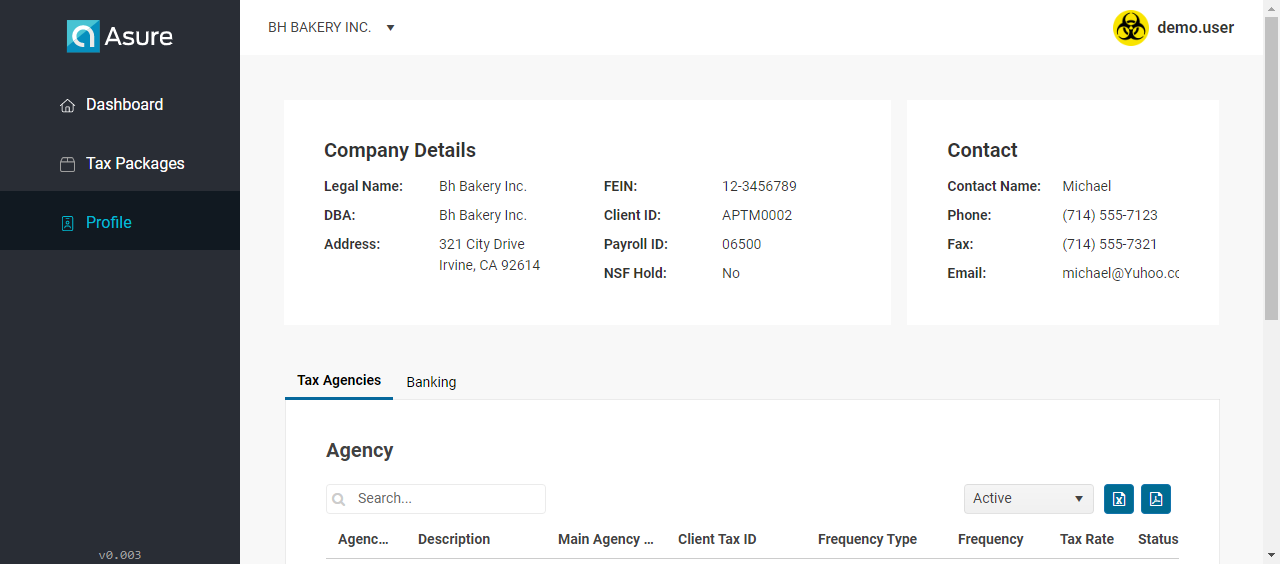 Asure
BH BAKERY INC.
demo.user
Dashboard
Tax Packages
Profile
v0.003
Company Details
Legal Name: Bh Bakery Inc. FEIN: 12-3456789
DBA: Bh Bakery Inc. Client ID: APTM0002
Address: 321 City Drive Payroll ID: 06500
Irvine, CA 92614
NSF Hold: No
Contact
Contact Name: Michael
Phone: (714) 555-7123
Fax: (714) 555-7321
Email: michael@Yuhoo.cc
Tax Agencies Banking
Agency
Search...
Active
Agenc... Description Main Agency ... Client Tax ID Frequency Type Frequency Tax Rate Status